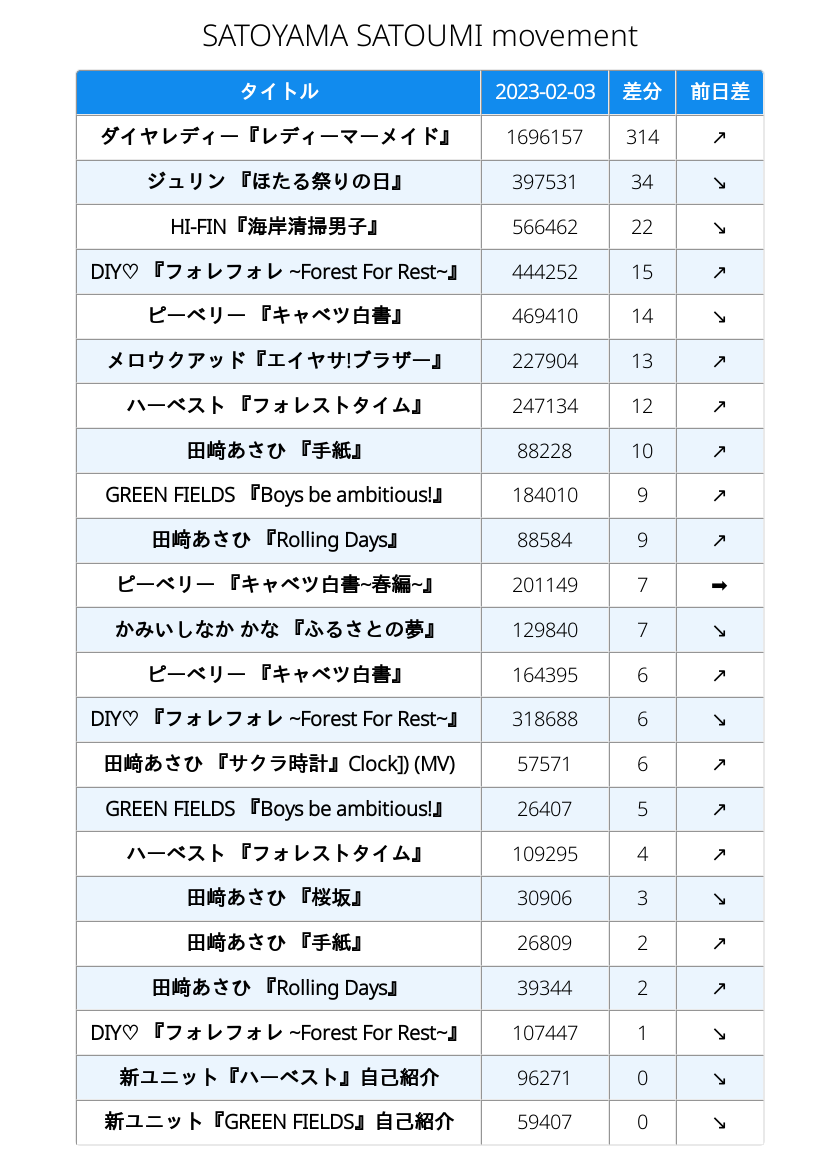 SATOYAMA SATOUMI movement
タイトル 2023-02-03 差分 前日差
ダイヤレディー『レディーマーメイド』 1696157 314 ↗
ジュリン 『ほたる祭りの日』 397531 34 ↘
HI-FIN『海岸清掃男子』 566462 22 ↘
DIY♡ 『フォレフォレ ~Forest For Rest~』 444252 15 ↗
ピーベリー 『キャベツ白書』 469410 14 ↘
メロウクアッド『エイヤサ!ブラザー』 227904 13 ↗
ハーベスト 『フォレストタイム』 247134 12 ↗
田﨑あさひ 『手紙』 88228 10 ↗
GREEN FIELDS 『Boys be ambitious!』 184010 9 ↗
田﨑あさひ 『Rolling Days』 88584 9 ↗
ピーベリー 『キャベツ白書~春編~』 201149 7 ➡
かみいしなか かな 『ふるさとの夢』 129840 7 ↘
ピーベリー 『キャベツ白書』 164395 6 ↗
DIY♡ 『フォレフォレ ~Forest For Rest~』 318688 6 ↘
田﨑あさひ 『サクラ時計』Clock]) (MV) 57571 6 ↗
GREEN FIELDS 『Boys be ambitious!』 26407 5 ↗
ハーベスト 『フォレストタイム』 109295 4 ↗
田﨑あさひ 『桜坂』 30906 3 ↘
田﨑あさひ 『手紙』 26809 2 ↗
田﨑あさひ 『Rolling Days』 39344 2 ↗
DIY♡ 『フォレフォレ ~Forest For Rest~』 107447 1 ↘
新ユニット『ハーベスト』自己紹介 96271 0 ↘
新ユニット『GREEN FIELDS』自己紹介 59407 0 ↘